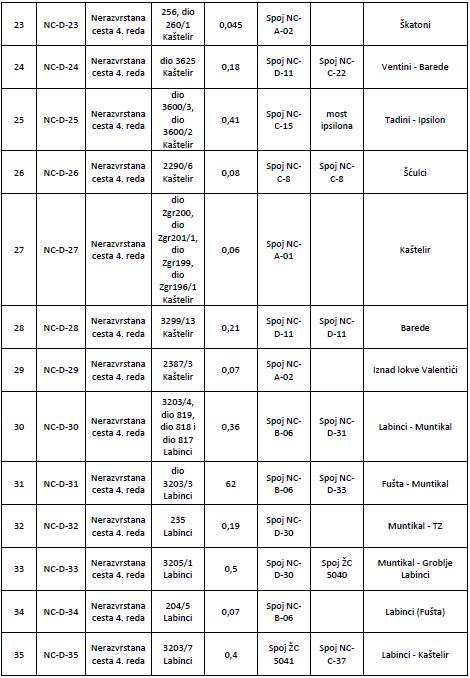 23 NC-D-23 Nerazvrstana cesta 4. reda 256, dio 260/1 Kaštelir 0,045 Spoj NC-A-02 Škatoni
24 NC-D-24 Nerazvrstana cesta 4. reda dio 3625 Kaštelir 0,18 Spoj NC-D-11 Spoj NC-C-22 Ventini - Barede
25 NC-D-25 Nerazvrstana cesta 4. reda dio 3600/3, dio 3600/2 Kaštelir 0,41 Spoj NC-C-15 most ipsilona Tadini - Ipsilon
26 NC-D-26 Nerazvrstana cesta 4. reda 2290/6 Kaštelir 0,08 Spoj NC-C-8 Spoj NC-C-8 Šćulci
27 NC-D-27 Nerazvrstana cesta 4. reda dio Zgr200, dio Zgr201/1, dio Zgr199, dio Zgr196/1 Kaštelir 0,06 Spoj NC-A-01 Kaštelir
28 NC-D-28 Nerazvrstana cesta 4. reda 3299/13 Kaštelir 0,21 Spoj NC-D-11 Spoj NC-D-11 Barede
29 NC-D-29 Nerazvrstana cesta 4. reda 2387/3 Kaštelir 0,07 Spoj NC-A-02 Iznad lokve Valentići
30 NC-D-30 Nerazvrstana cesta 4. reda 3203/4, dio 819, dio 818 i dio 817 Labinci 0,36 Spoj NC-B-06 Spoj NC-D-31 Labinci - Muntikal
31 NC-D-31 Nerazvrstana cesta 4. reda dio 3203/3 Labinci 62 Spoj NC-B-06 Spoj NC-D-33 Fušta - Muntikal
32 NC-D-32 Nerazvrstana cesta 4. reda 235 Labinci 0,19 Spoj NC-D-30 Muntikal - TZ
33 NC-D-33 Nerazvrstana cesta 4. reda 3205/1 Labinci 0,5 Spoj NC-D-30 Spoj ŽC 5040 Muntikal - Groblje Labinci
34 NC-D-34 Nerazvrstana cesta 4. reda 204/5 Labinci 0,07 Spoj NC-B-06 Labinci (Fušta)
35 NC-D-35 Nerazvrstana cesta 4. reda 3203/7 Labinci 0,4 Spoj ŽC 5041 Spoj NC-C-37 Labinci - Kaštelir